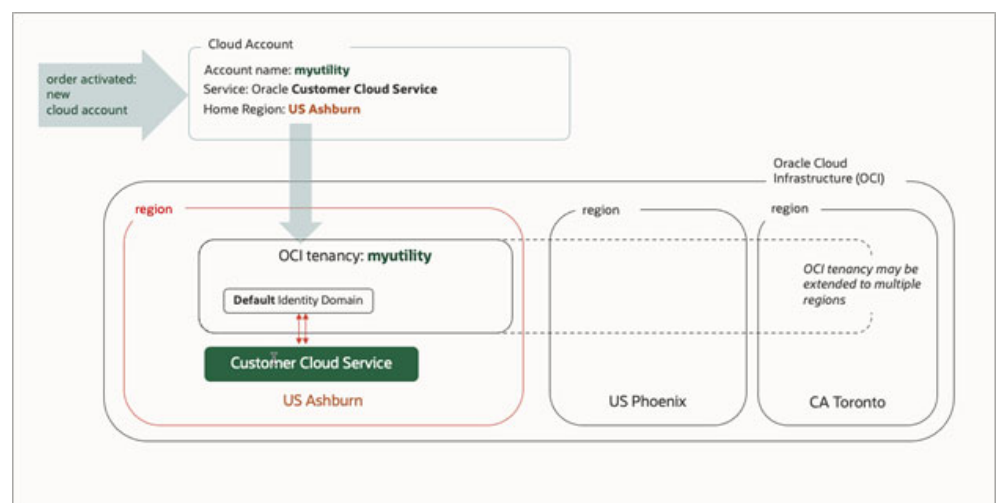 Cloud Account
order activated:
new
cloud account
Account name: myutility
Service: Oracle Customer Cloud Service
Home Region: US Ashburn
Oracle Cloud
Infrastructure (OCI)
region
region
region
OCI tenancy: myutility
OCI tenancy may be
extended to multiple
regions
Default Identity Domain
Customer Cloud Service
US Ashburn
US Phoenix
CA Toronto